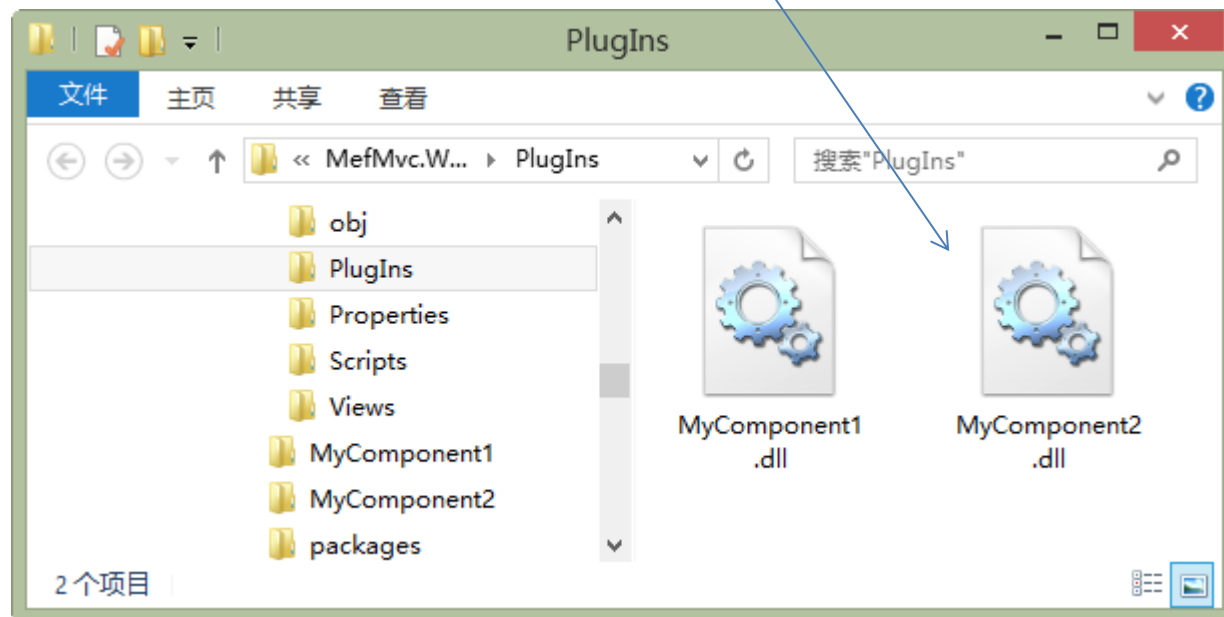 PlugIns
文件 主页 共享 查看
« MefMvc.W... PlugIns 搜索"PlugIns"
obj
PlugIns
Properties
Scripts
Views
MyComponent1
MyComponent2
packages
MyComponent1
.dll
MyComponent2
.dll
2 个项目